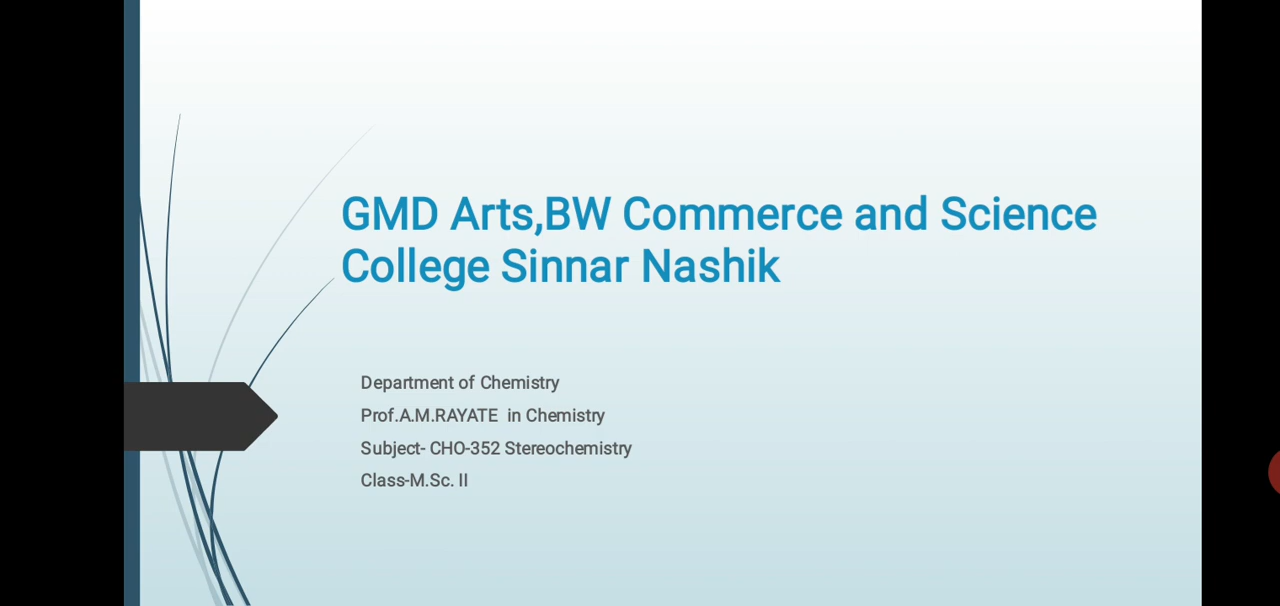 GMD Arts,BW Commerce and Science
College Sinnar Nashik
Department of Chemistry
Prof.A.M.RAYATE in Chemistry
Subject- CHO-352 Stereochemistry
Class-M.Sc. II